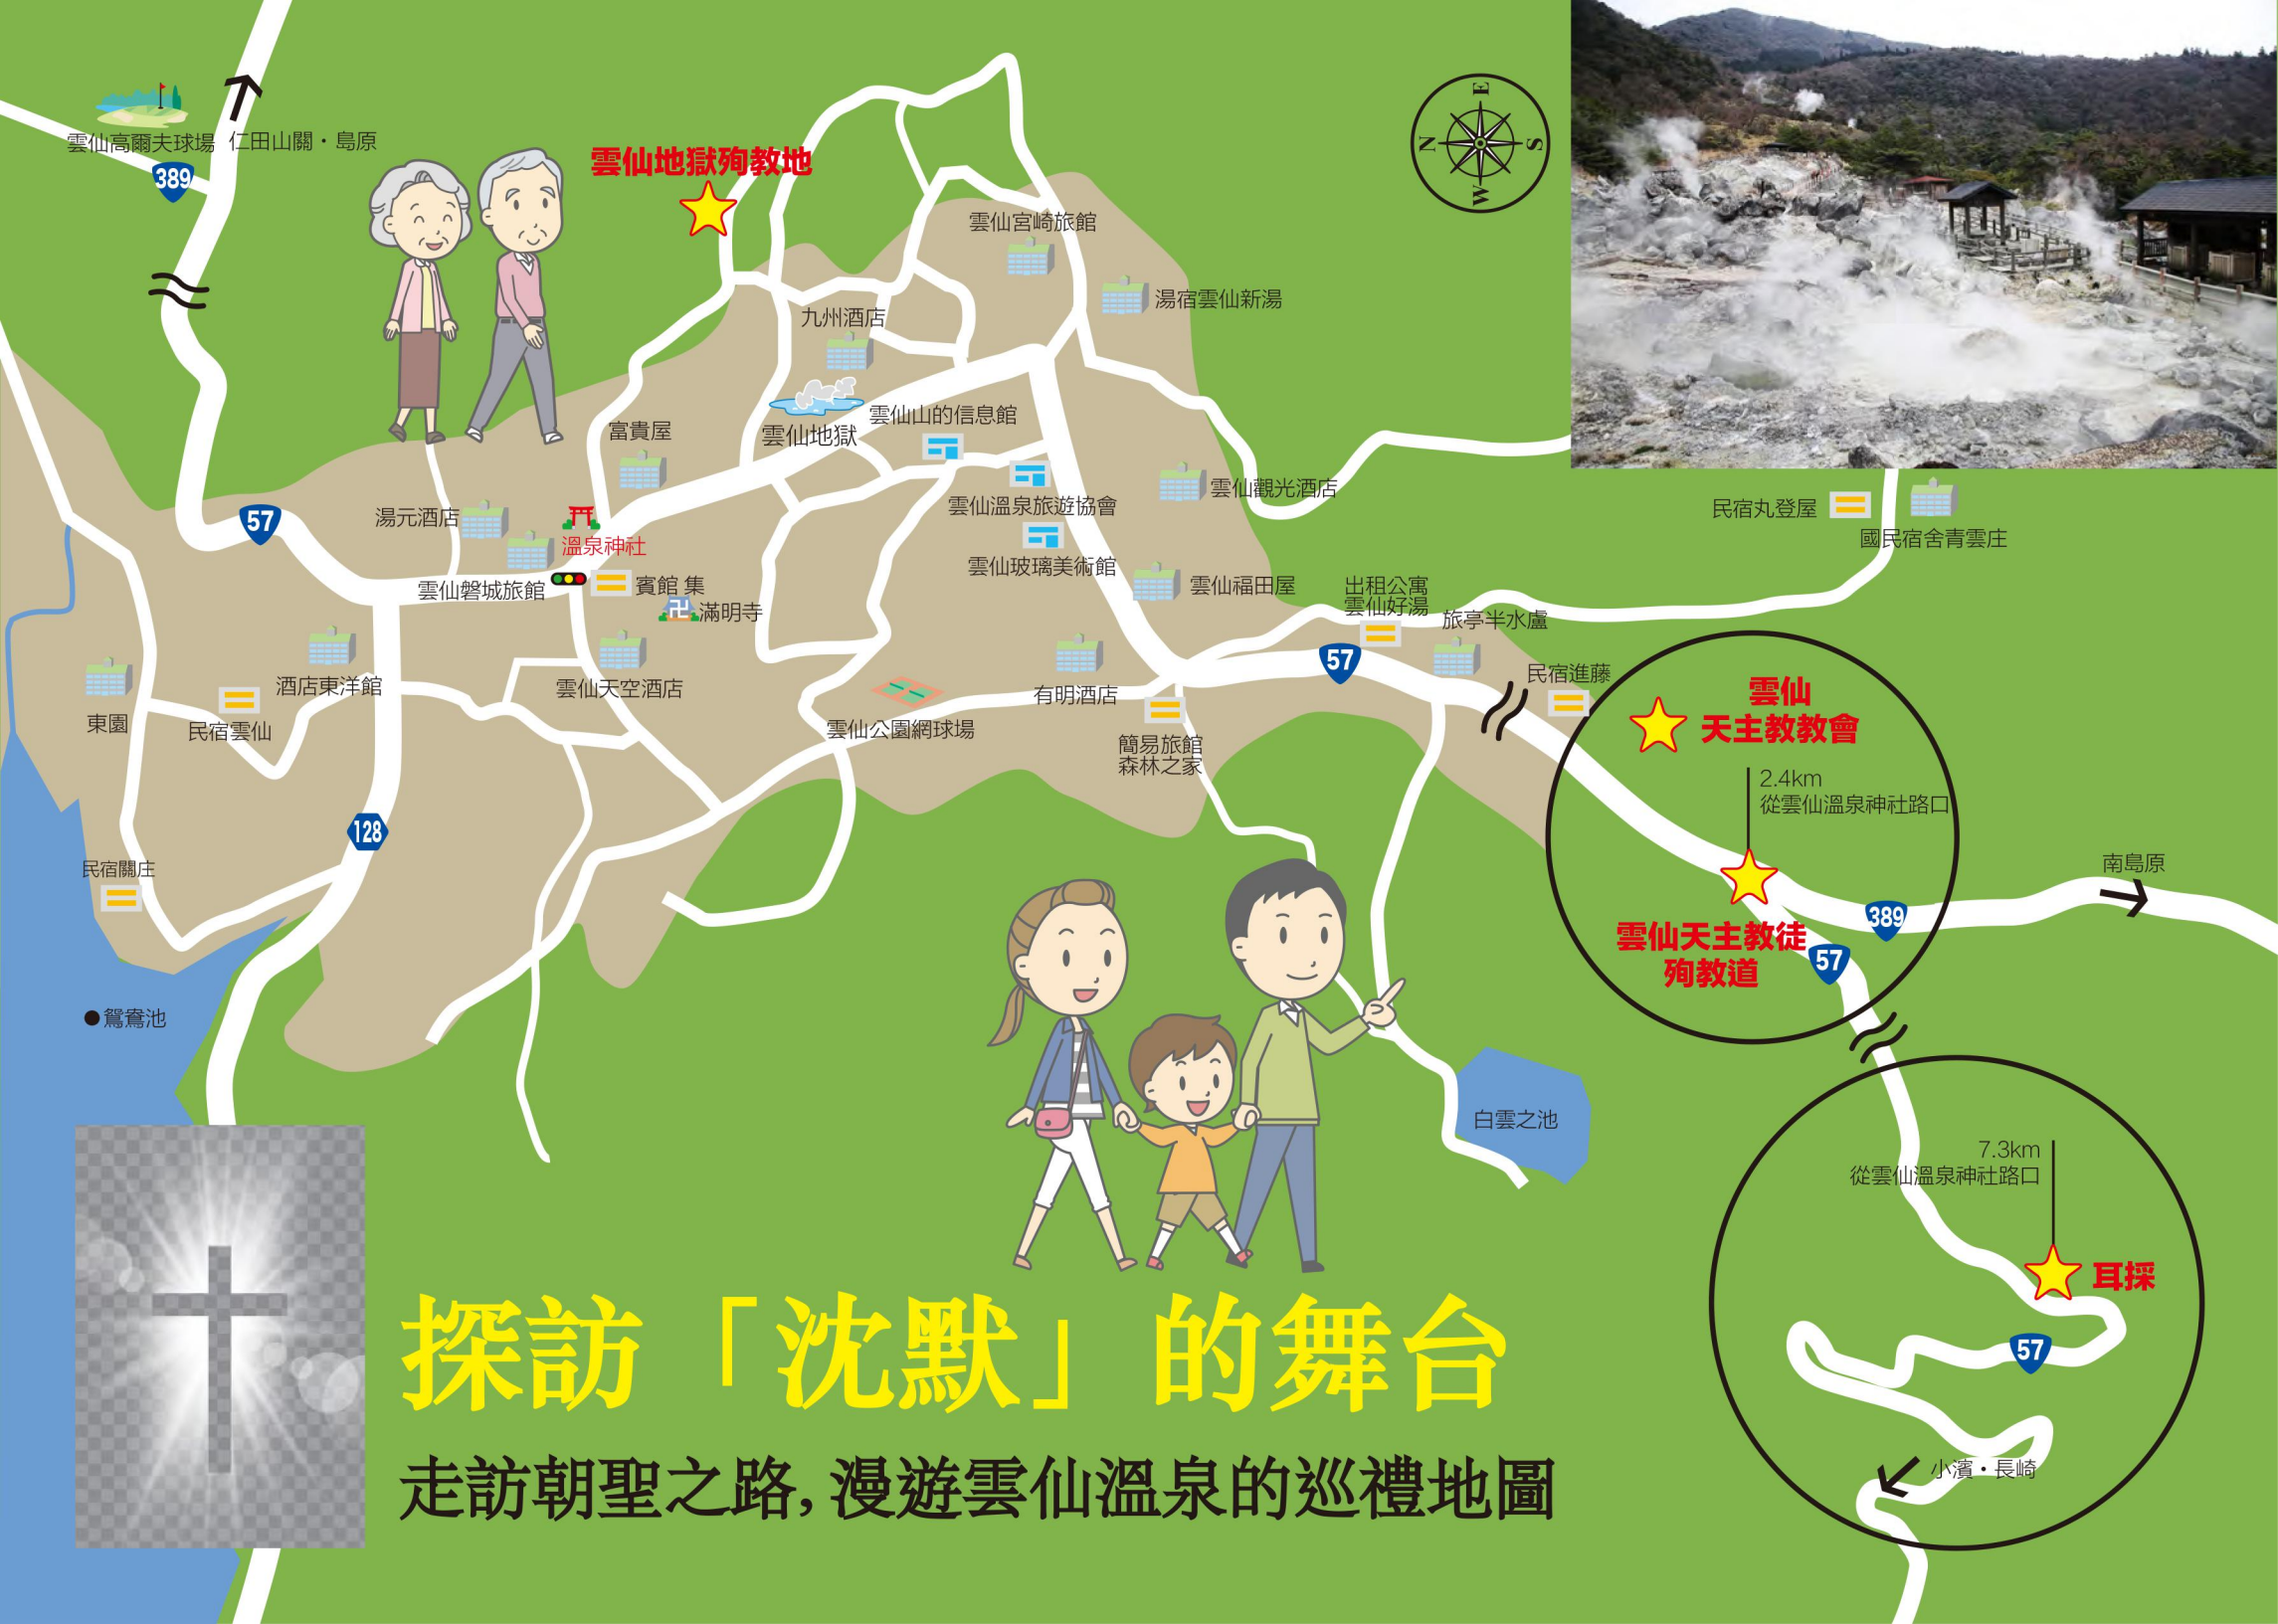 雲仙高爾夫球場
仁田山關・島原
389
雲仙地獄殉教地
N
E
S
W
雲仙宮崎旅館
湯宿雲仙新湯
九州酒店
雲仙山的信息館
雲仙地獄
富貴屋
57
湯元酒店
溫泉神社
雲仙磐城旅館
賓館 集
滿明寺
雲仙溫泉旅遊協會
雲仙玻璃美術館
雲仙觀光酒店
雲仙福田屋
民宿丸登屋
國民宿舍青雲庄
出租公寓
雲仙好湯
旅亭半水盧
57
民宿進藤
東園
民宿雲仙
酒店東洋館
雲仙天空酒店
雲仙公園網球場
有明酒店
簡易旅館
森林之家
雲仙
天主教教會
2.4km
從雲仙溫泉神社路口
128
民宿關庄
南島原
389
雲仙天主教徒
殉教道
57
鴛鴦池
白雲之池
7.3km
從雲仙溫泉神社路口
耳採
57
小濱・長崎
探訪「沈默」的舞台
走訪朝聖之路,漫遊雲仙溫泉的巡禮地圖